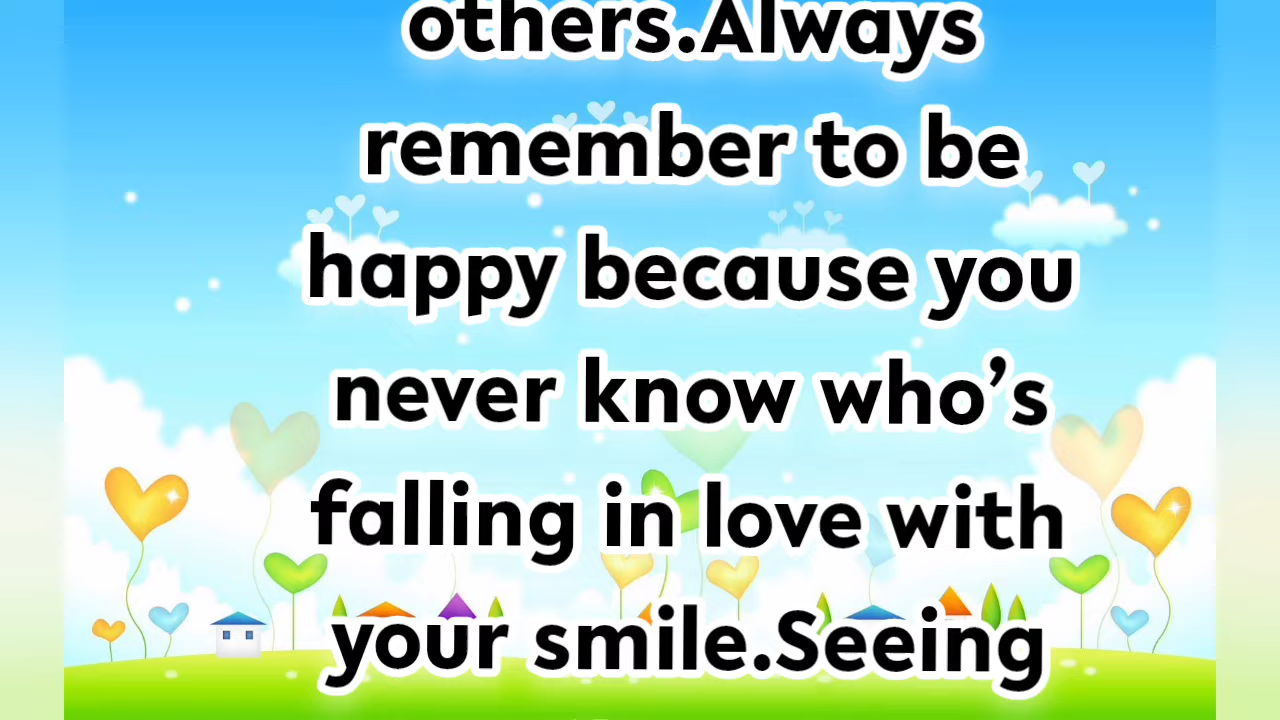 others.Always
remember to be
happy because you
never know who’s
falling in love with
your smile.Seeing